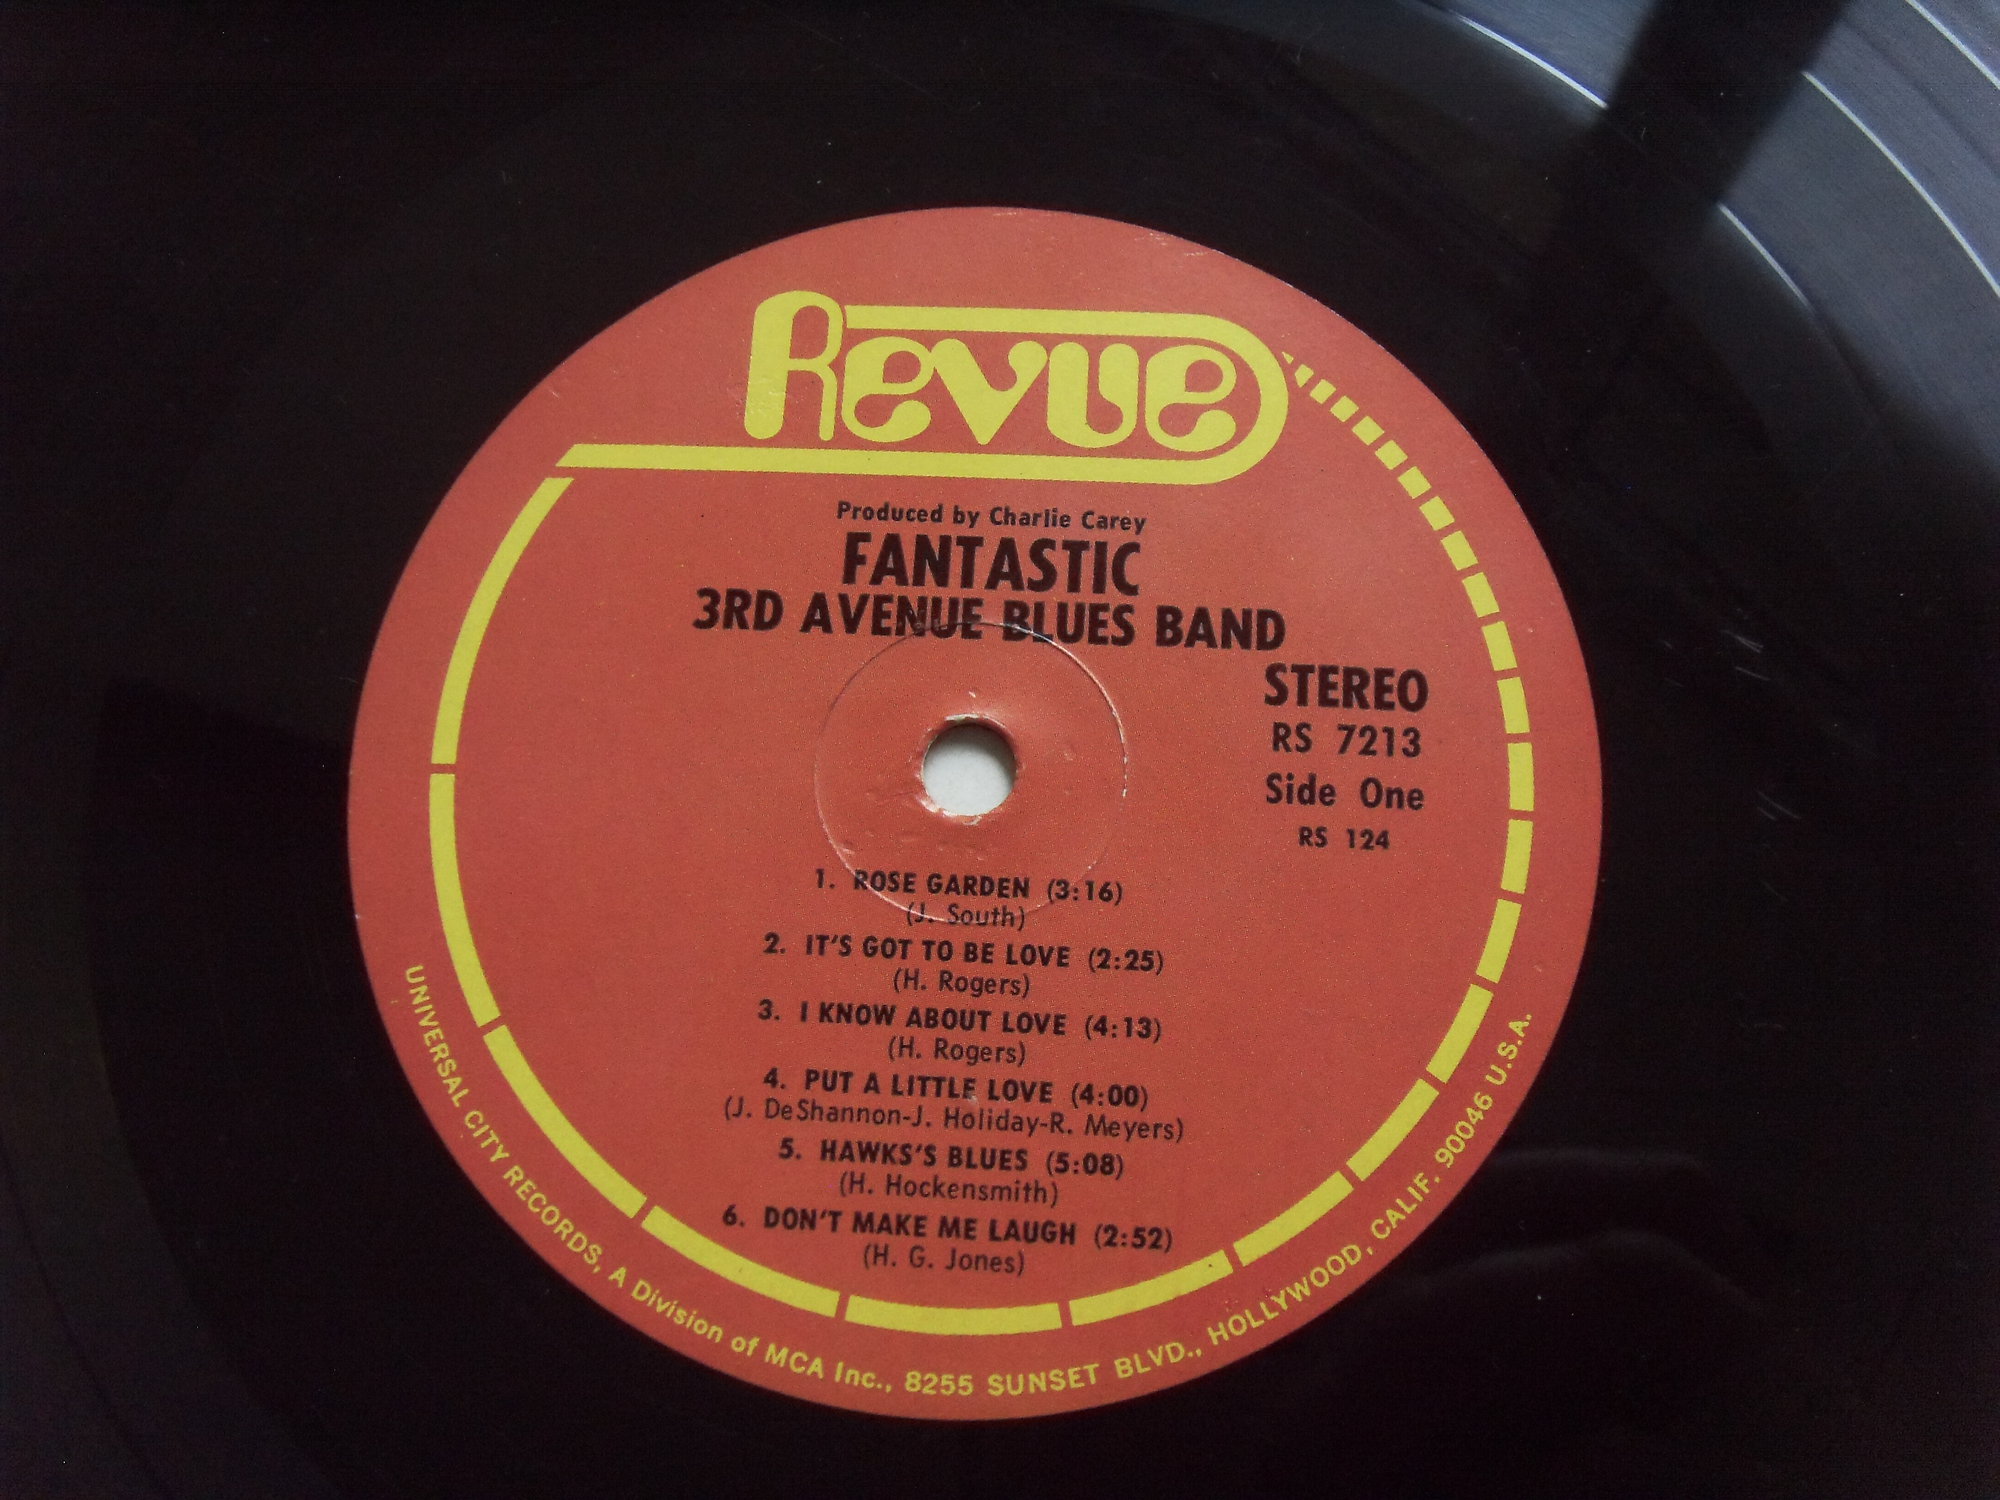 Revue
Produced by Charlie Carey
FANTASTIC
3RD AVENUE BLUES BAND
STEREO
RS 7213
Side One
RS 124
1. ROSE GARDEN (3:16)
(J. South)
2. IT'S GOT TO BE LOVE (2:25)
(H. Rogers)
3. I KNOW ABOUT LOVE (4:13)
(H. Rogers)
4. PUT A LITTLE LOVE (4:00)
(J. DeShannon-J. Holiday-R. Meyers)
5. HAWKS'S BLUES (5:08)
(H. Hockensmith)
6. DON'T MAKE ME LAUGH (2:52)
(H. G. Jones)
UNIVERSAL CITY RECORDS, A Division of MCA Inc., 8255 SUNSET BLVD., HOLLYWOOD, CALIF. 90046 U.S.A.